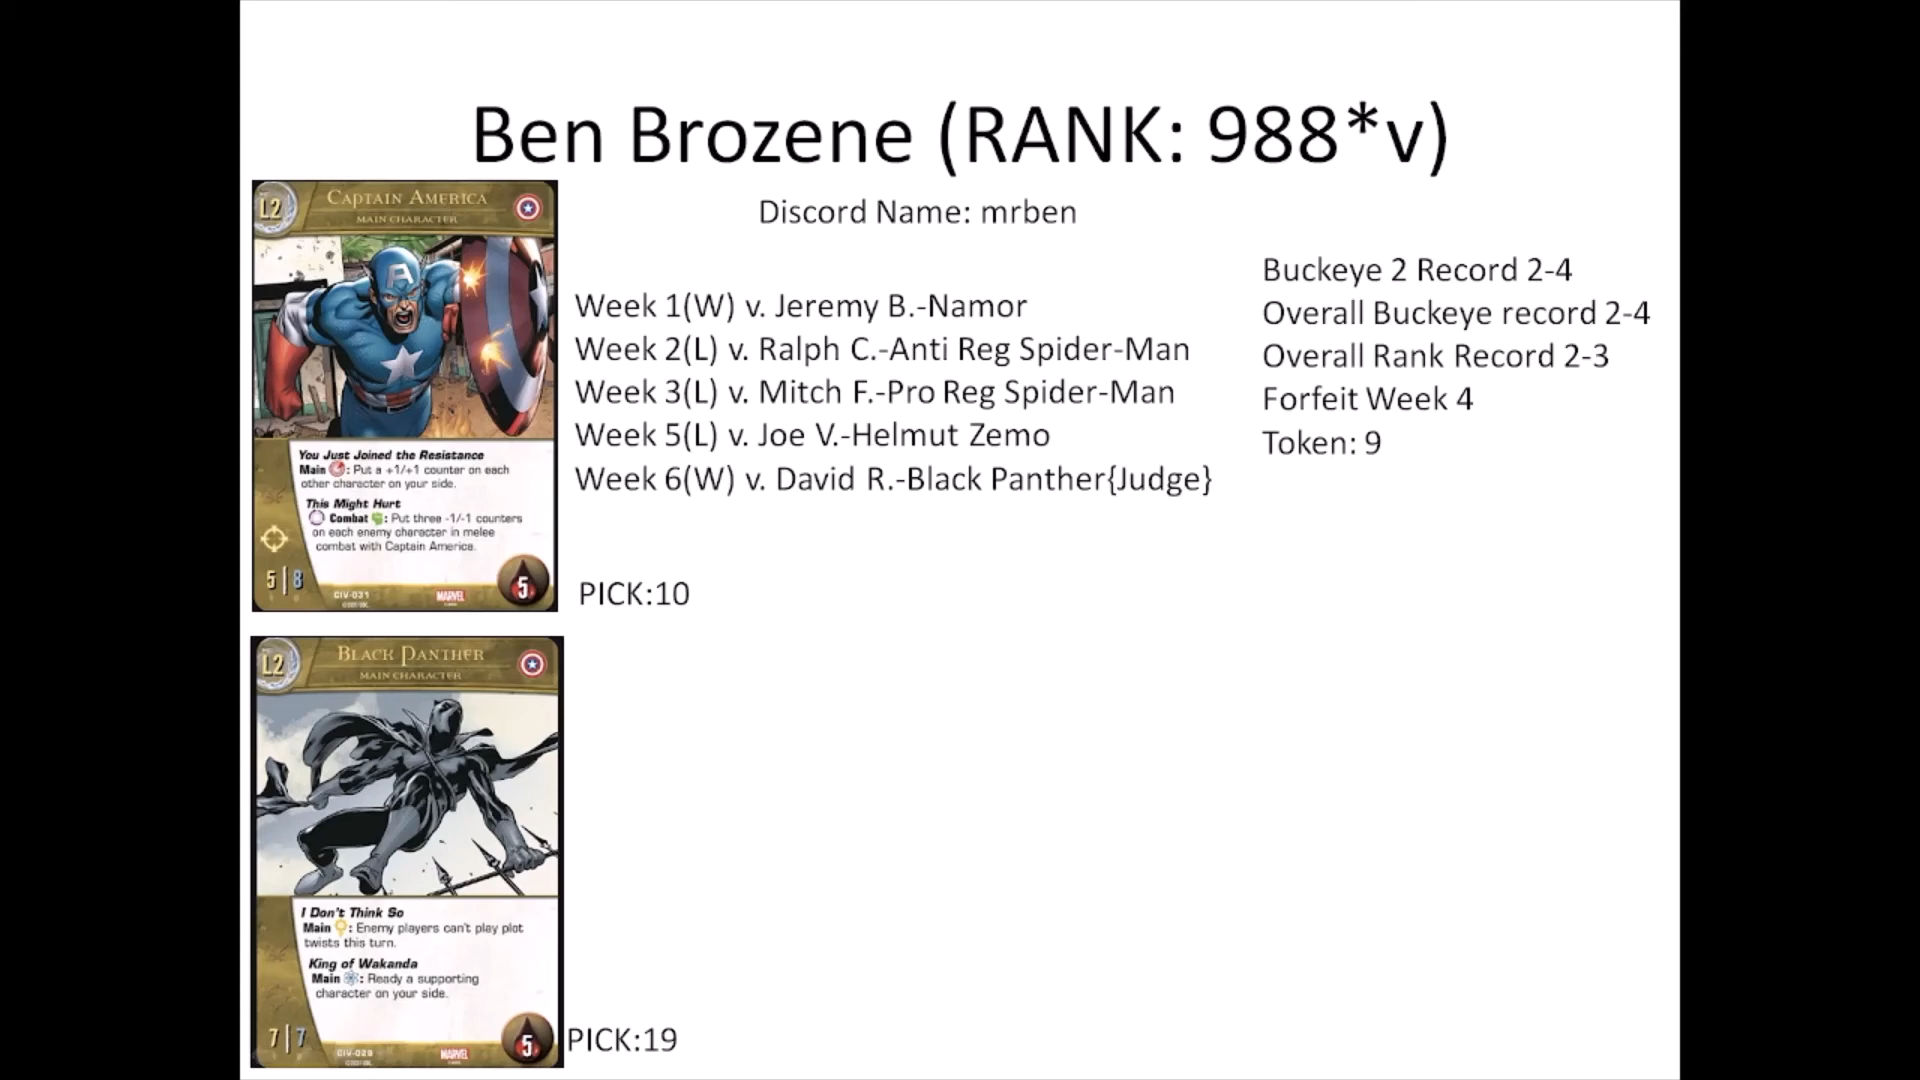 Ben Brozene (RANK: 988*v)
Discord Name: mrben
L2
CAPTAIN AMERICA
MAIN CHARACTER
You Just Joined the Resistance
Main : Put a +1/+1 counter on each
other character on your side.
This Might Hurt
Combat : Put three -1/-1 counters
on each enemy character in melee
combat with Captain America.
5 | 8
CIV-031
MARVEL
5
Week 1(W) v. Jeremy B.-Namor
Week 2(L) v. Ralph C.-Anti Reg Spider-Man
Week 3(L) v. Mitch F.-Pro Reg Spider-Man
Week 5(L) v. Joe V.-Helmut Zemo
Week 6(W) v. David R.-Black Panther{Judge}
Buckeye 2 Record 2-4
Overall Buckeye record 2-4
Overall Rank Record 2-3
Forfeit Week 4
Token: 9
PICK:10
L2
BLACK PANTHER
MAIN CHARACTER
I Don't Think So
Main : Enemy players can't play plot
twists this turn.
King of Wakanda
Main : Ready a supporting
character on your side.
7 | 7
MARVEL
5
PICK:19